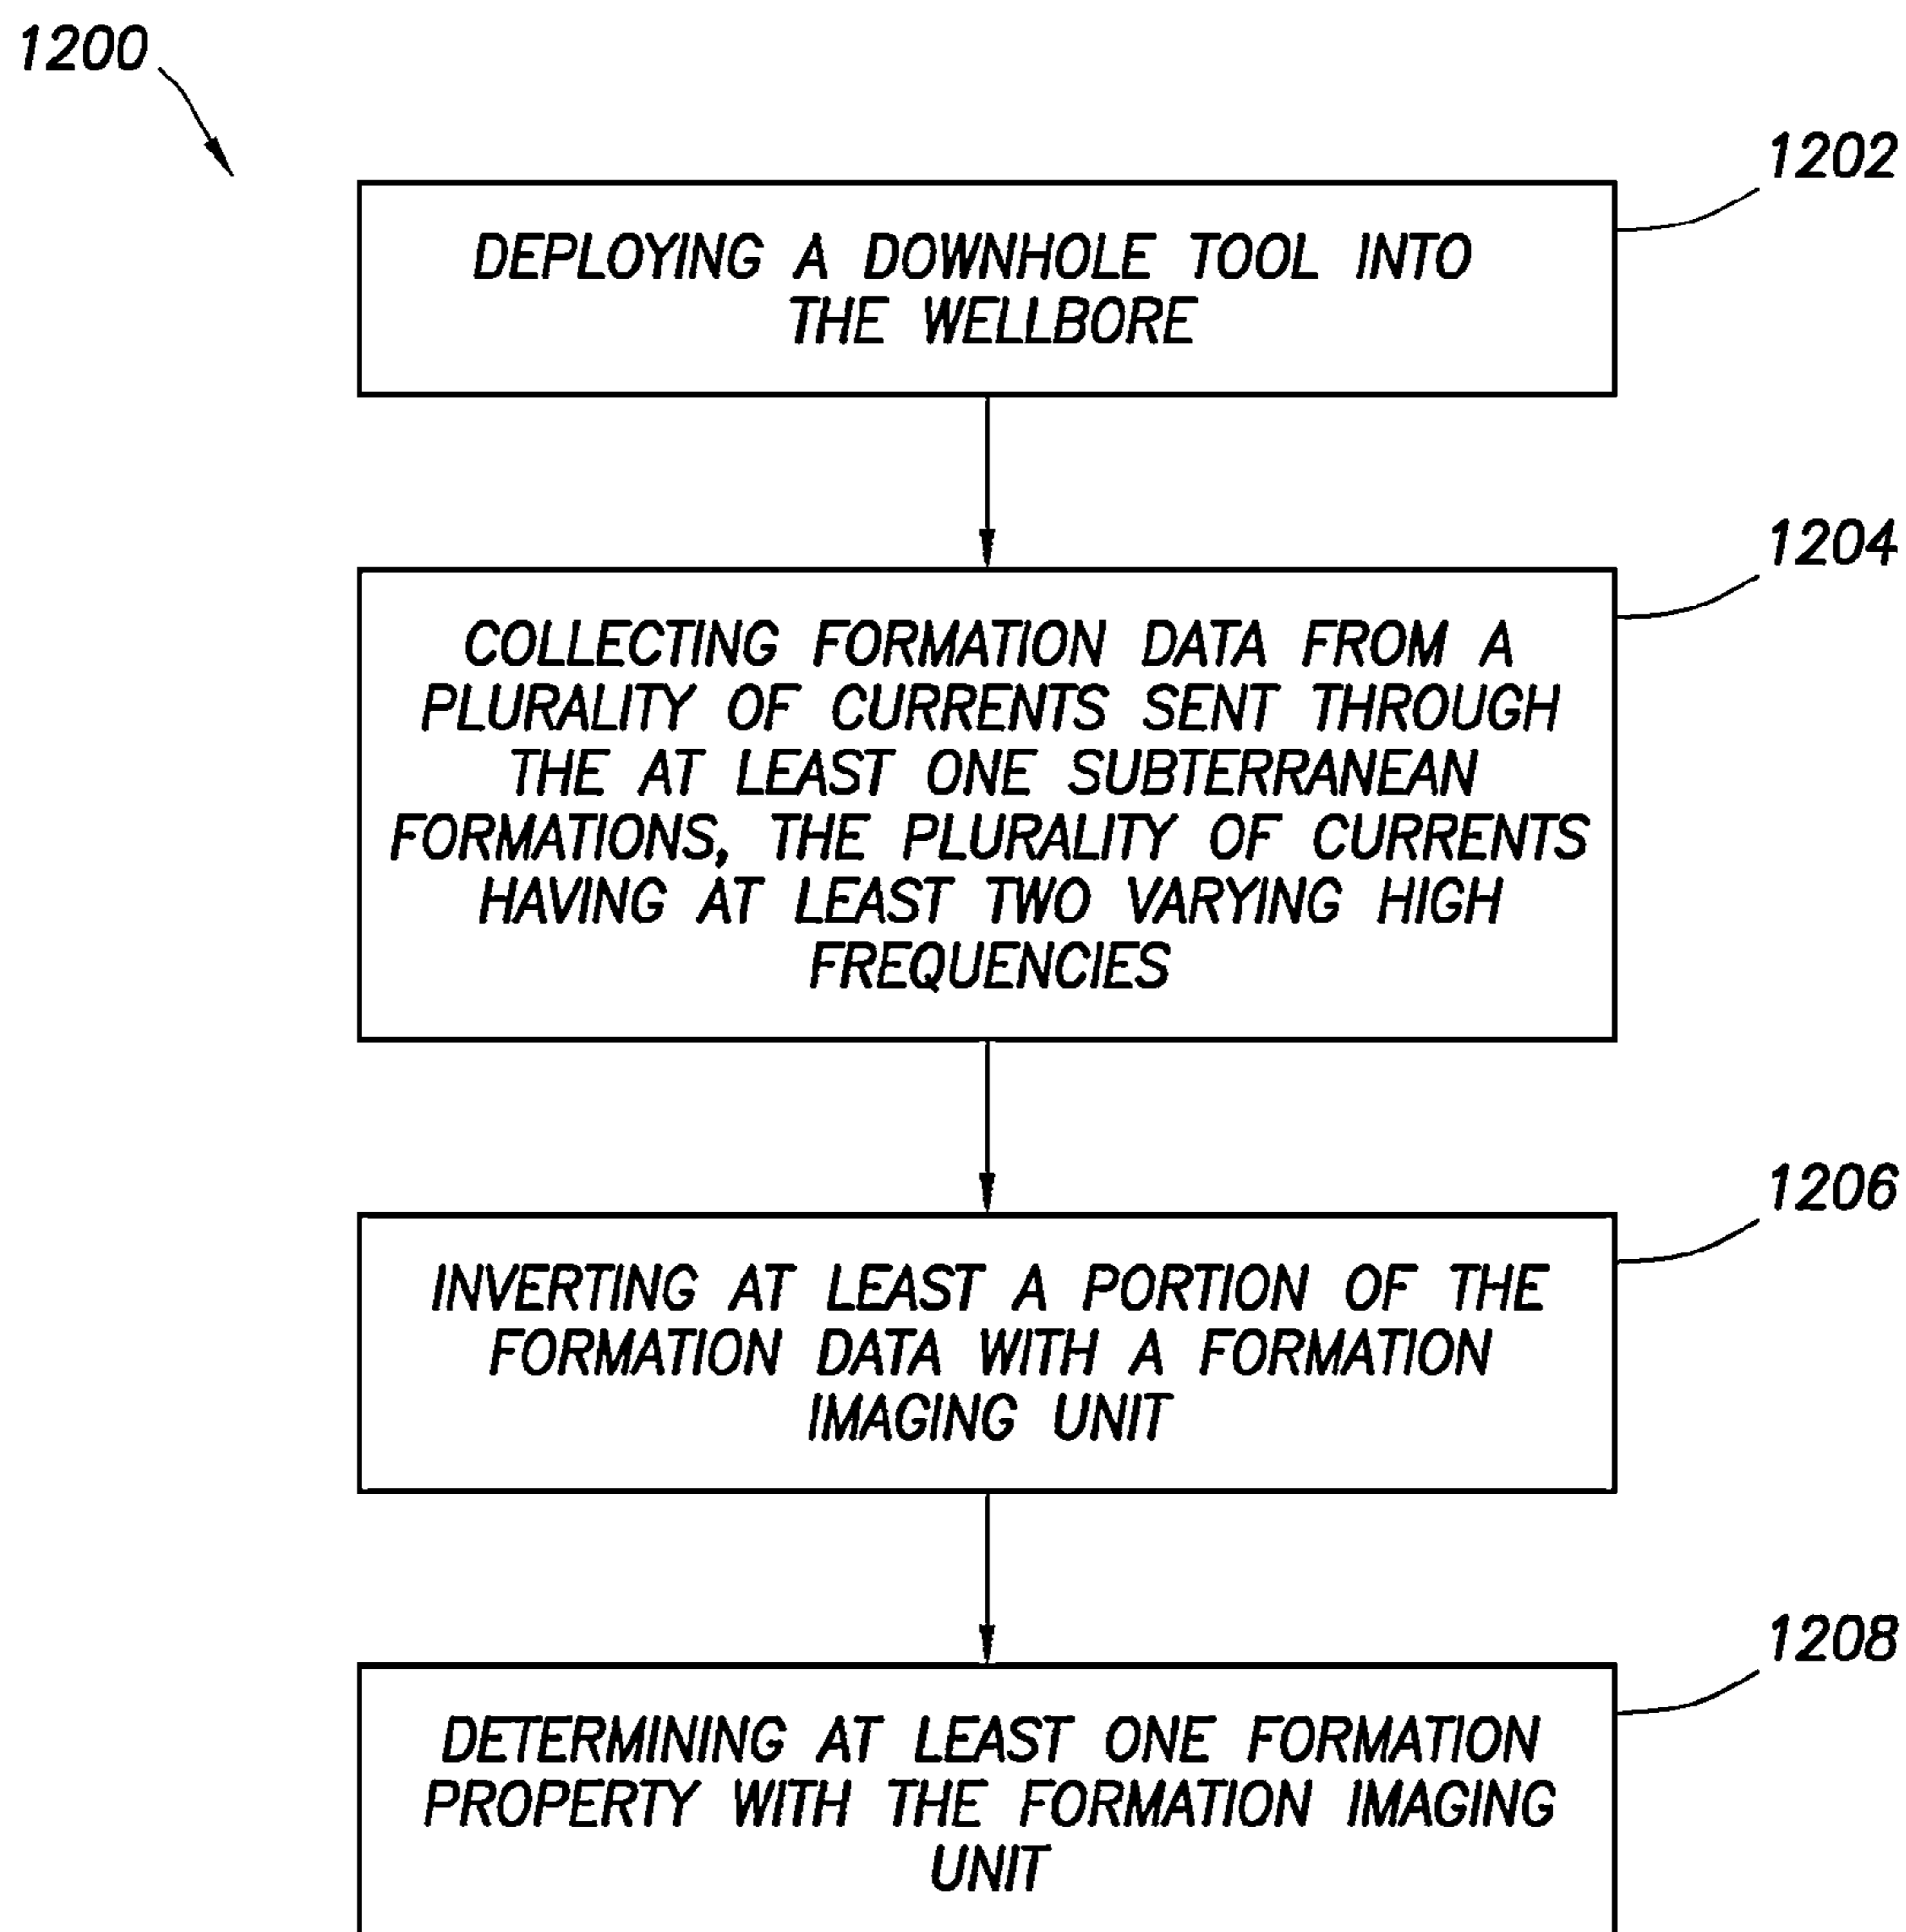 1200
1202
DEPLOYING A DOWNHOLE TOOL INTO
THE WELLBORE
1204
COLLECTING FORMATION DATA FROM A
PLURALITY OF CURRENTS SENT THROUGH
THE AT LEAST ONE SUBTERRANEAN
FORMATIONS, THE PLURALITY OF CURRENTS
HAVING AT LEAST TWO VARYING HIGH
FREQUENCIES
1206
INVERTING AT LEAST A PORTION OF THE
FORMATION DATA WITH A FORMATION
IMAGING UNIT
1208
DETERMINING AT LEAST ONE FORMATION
PROPERTY WITH THE FORMATION IMAGING
UNIT